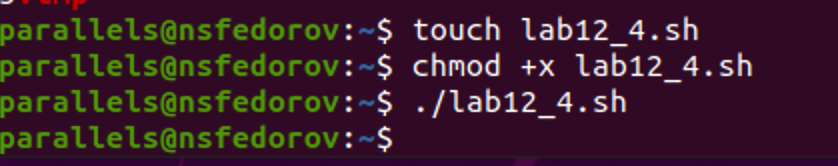 parallels@nsfedorov:~$ touch lab12_4.sh
parallels@nsfedorov:~$ chmod +x lab12_4.sh
parallels@nsfedorov:~$ ./lab12_4.sh
parallels@nsfedorov:~$